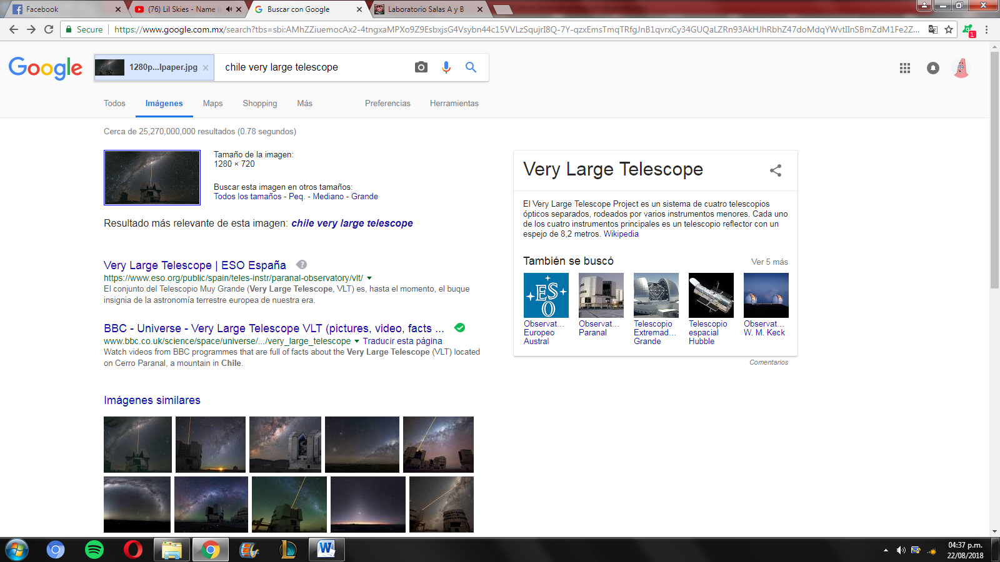 Facebook
(76) Lil Skies - Name i
Buscar con Google
Laboratorio Salas A y B
Secure
https://www.google.com.mx/search?tbs=sbi:AMhZZiuemocAx2-4tngxaMPXo9Z9EsbxjsG4Vsybn44c15VVLzSqujrI8Q-7Y-qzxEmsTmqTRfgJnB1qvrxCy34GUQaLZRn93AkHJhRbhZ47doMdqYWvtIInSBmZdM1Fe2Z...
1
Google
1280p...lpaper.jpg
chile very large telescope
Todos
Imágenes
Maps
Shopping
Más
Preferencias
Herramientas
Cerca de 25,270,000,000 resultados (0.78 segundos)
Tamaño de la imagen:
1280 × 720
Buscar esta imagen en otros tamaños:
Todos los tamaños - Peq. - Mediano - Grande
Resultado más relevante de esta imagen: chile very large telescope
Very Large Telescope | ESO España
https://www.eso.org/public/spain/teles-instr/paranal-observatory/vlt/
El conjunto del Telescopio Muy Grande (Very Large Telescope, VLT) es, hasta el momento, el buque
insignia de la astronomía terrestre europea de nuestra era.
BBC - Universe - Very Large Telescope VLT (pictures, video, facts ...
www.bbc.co.uk/science/space/universe/.../very_large_telescope Traducir esta página
Watch videos from BBC programmes that are full of facts about the Very Large Telescope (VLT) located
on Cerro Paranal, a mountain in Chile.
Imágenes similares
Very Large Telescope
El Very Large Telescope Project es un sistema de cuatro telescopios
ópticos separados, rodeados por varios instrumentos menores. Cada uno
de los cuatro instrumentos principales es un telescopio reflector con un
espejo de 8,2 metros. Wikipedia
También se buscó
Ver 5 más
ESO
Observat...
Europeo
Austral
Observat...
Paranal
Telescopio
Extremad...
Grande
Telescopio
espacial
Hubble
Observat...
W. M. Keck
Comentarios
04:37 p.m.
22/08/2018